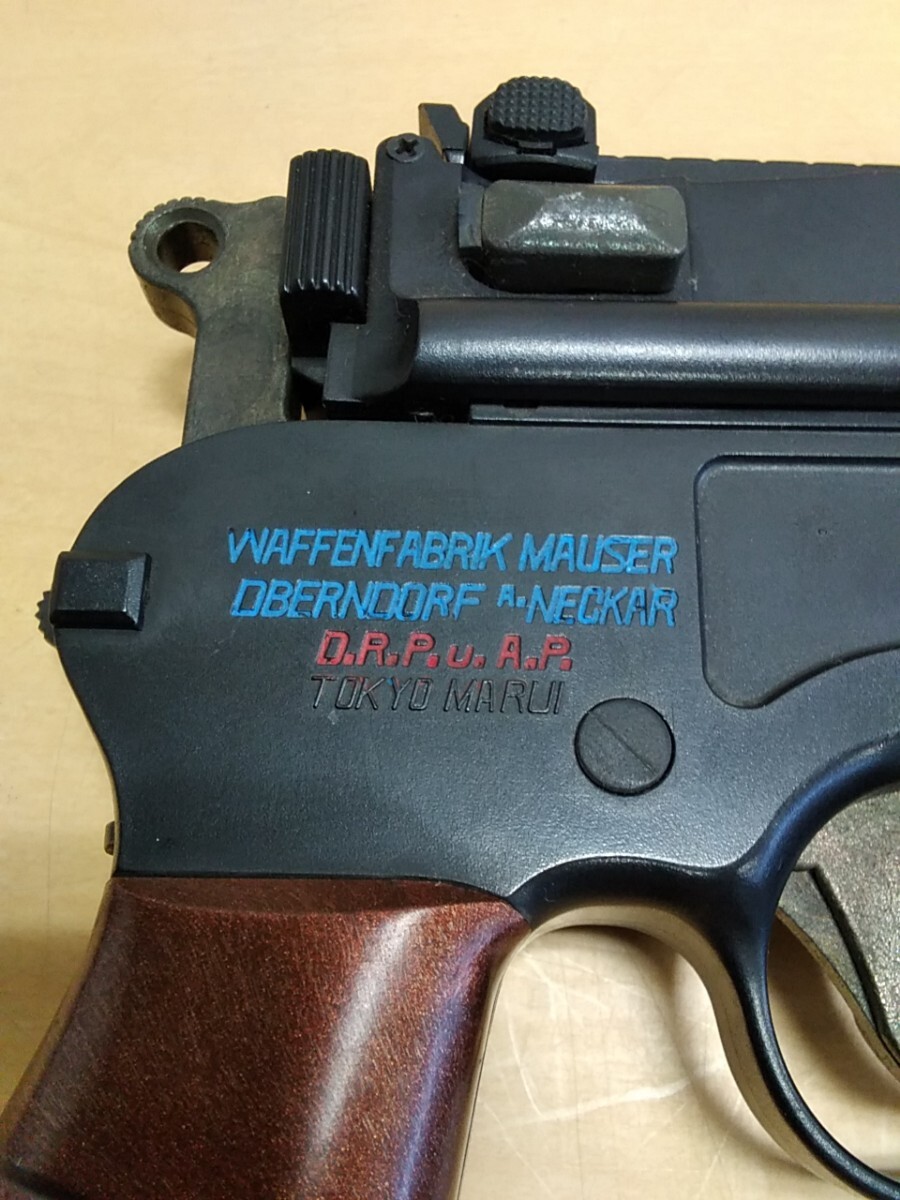 WAFFENFABRIK MAUSER
OBERNDORF A. NECKAR
D.R.P. u. A.P.
TOKYO MARUI